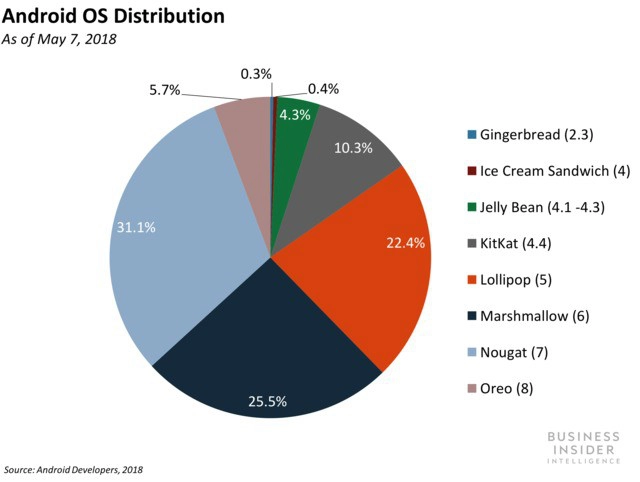 Android OS Distribution
As of May 7, 2018
0.3%
5.7%
0.4%
4.3%
10.3%
31.1%
22.4%
25.5%
Gingerbread (2.3)
Ice Cream Sandwich (4)
Jelly Bean (4.1 -4.3)
KitKat (4.4)
Lollipop (5)
Marshmallow (6)
Nougat (7)
Oreo (8)
BUSINESS
INSIDER
INTELLIGENCE
Source: Android Developers, 2018